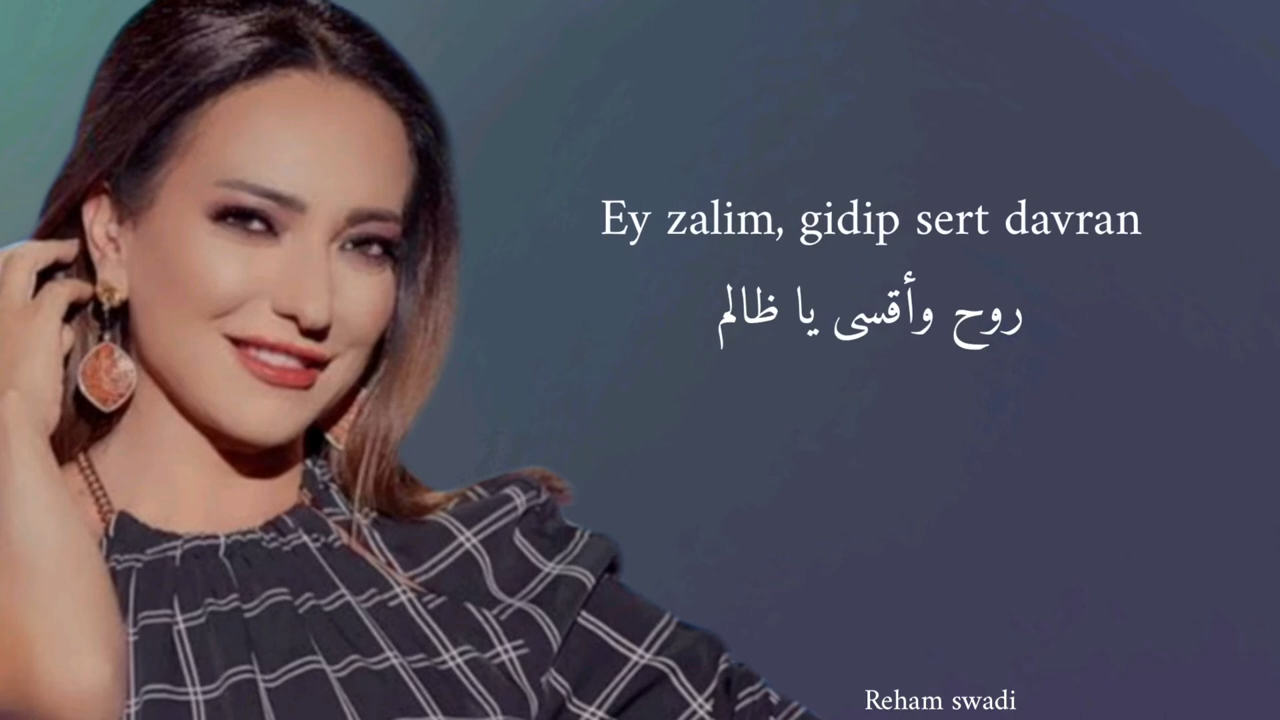 Ey zalim, gidip sert davran
روح وأقسى يا ظالم
Reham swadi